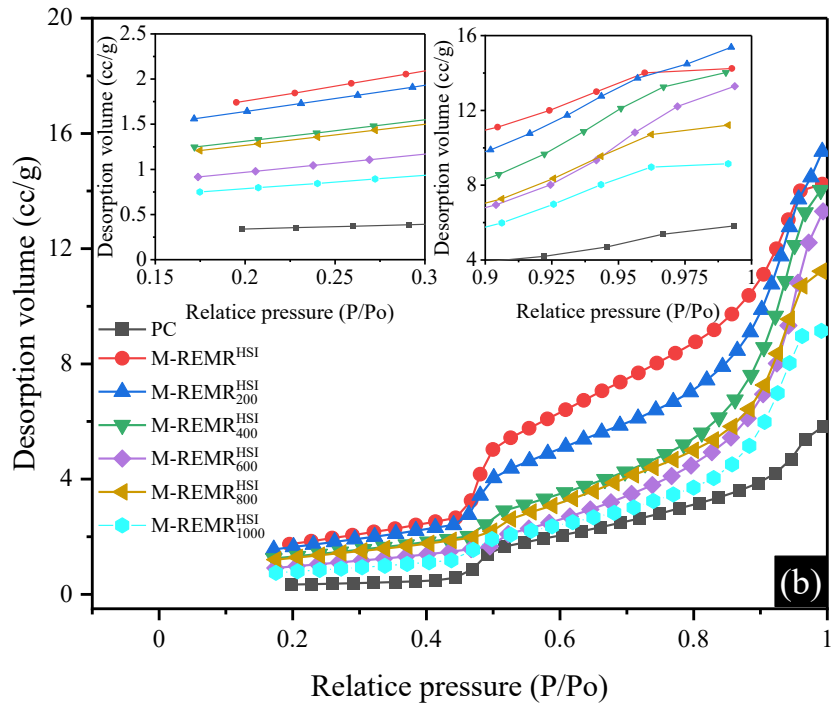 Desorption volume (cc/g)
20
16
12
8
4
0
0
0.2
0.4
0.6
0.8
1
Relatice pressure (P/Po)
Desorption volume (cc/g)
2.5
2
1.5
1
0.5
0
0.15
0.2
0.25
0.3
Relatice pressure (P/Po)
Desorption volume (cc/g)
16
12
8
4
0.9
0.925
0.95
0.975
1
Relatice pressure (P/Po)
PC
M-REMR^HSI
M-REMR^HSI_200
M-REMR^HSI_400
M-REMR^HSI_600
M-REMR^HSI_800
M-REMR^HSI_1000
(b)